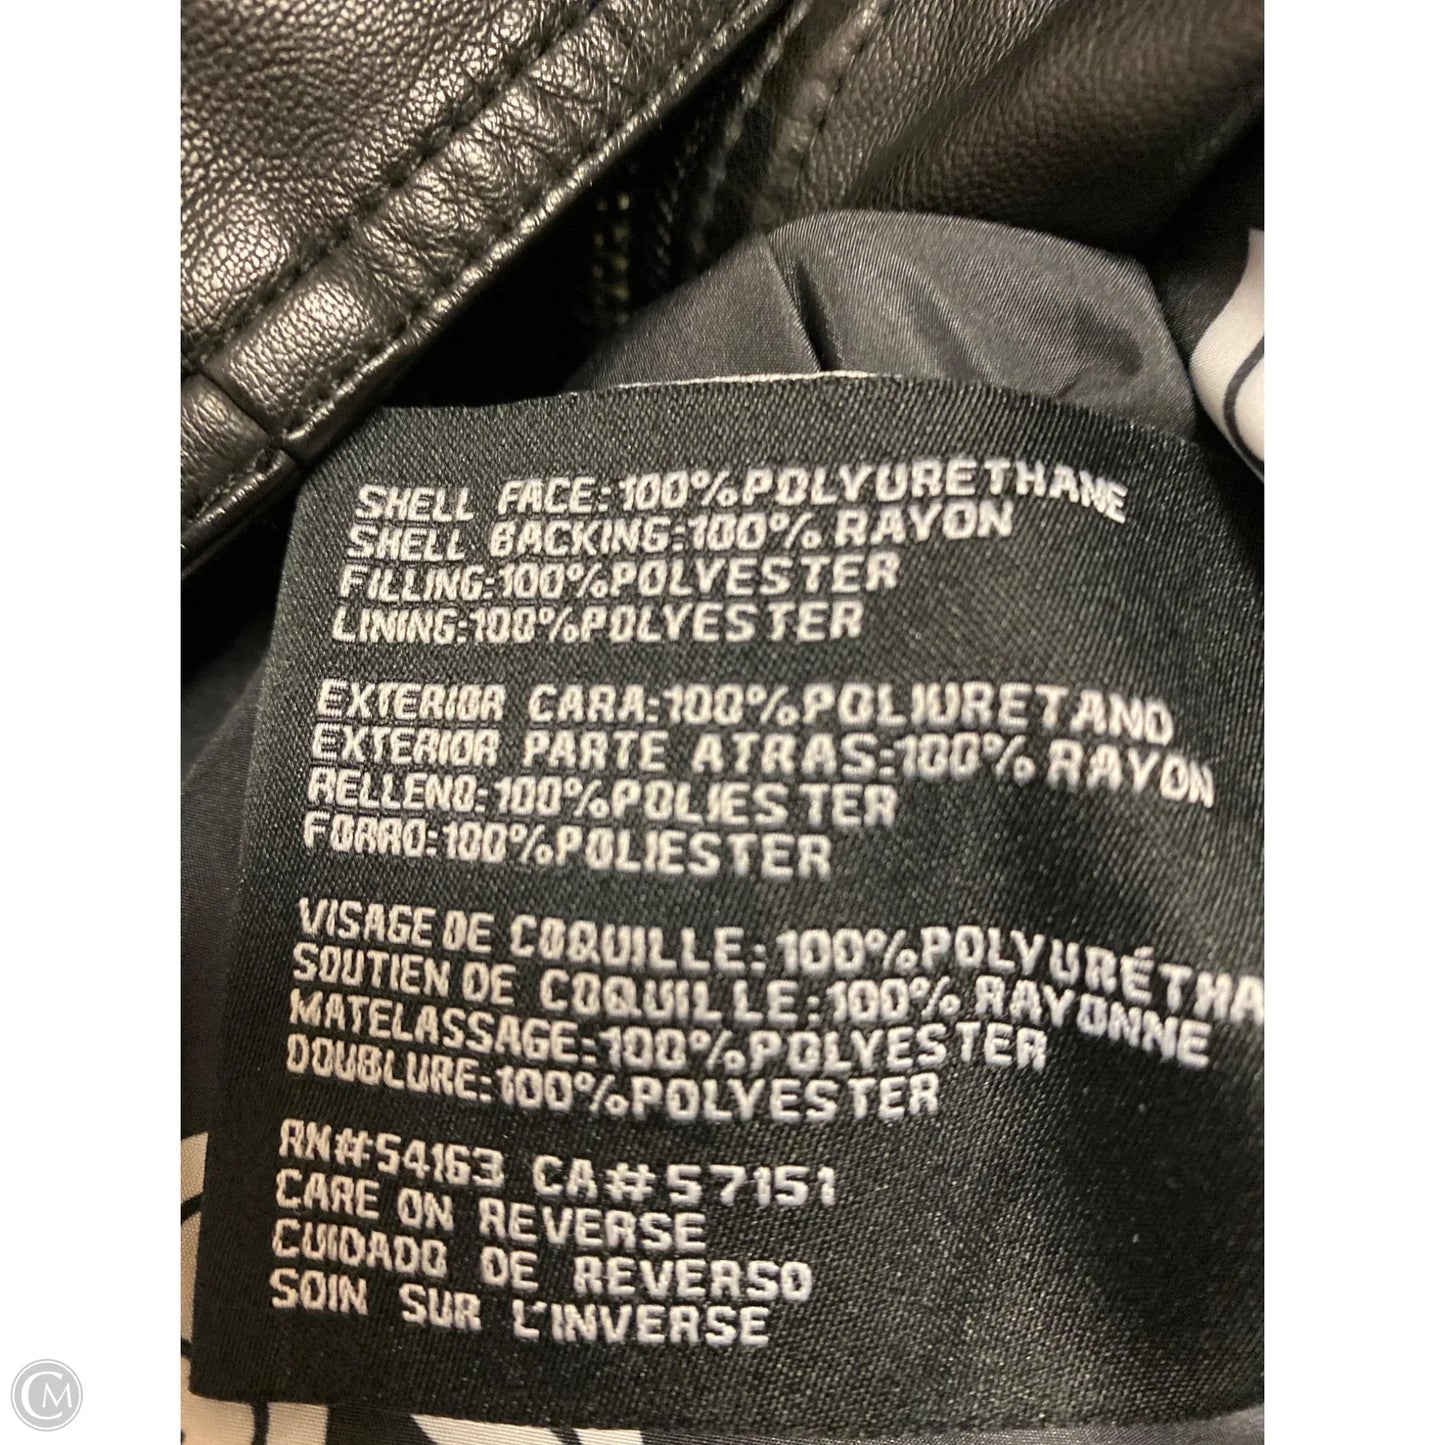 SHELL FACE:100%POLYURETHANE
SHELL BACKING:100%RAYON
FILLING:100%POLYESTER
LINING:100%POLYESTER
EXTERIOR CARA:100%POLIURETANO
EXTERIOR PARTE ATRAS:100%RAYON
RELLENO:100%POLIESTER
FORRO:100%POLIESTER
VISAGE DE COQUILLE:100%POLYURÉTHA
SOUTIEN DE COQUILLE:100%RAYONNE
MATELASSAGE:100%POLYESTER
DOUBLURE:100%POLYESTER
RN#54163 CA#57151
CARE ON REVERSE
CUIDADO DE REVERSO
SOIN SUR L'INVERSE
CM